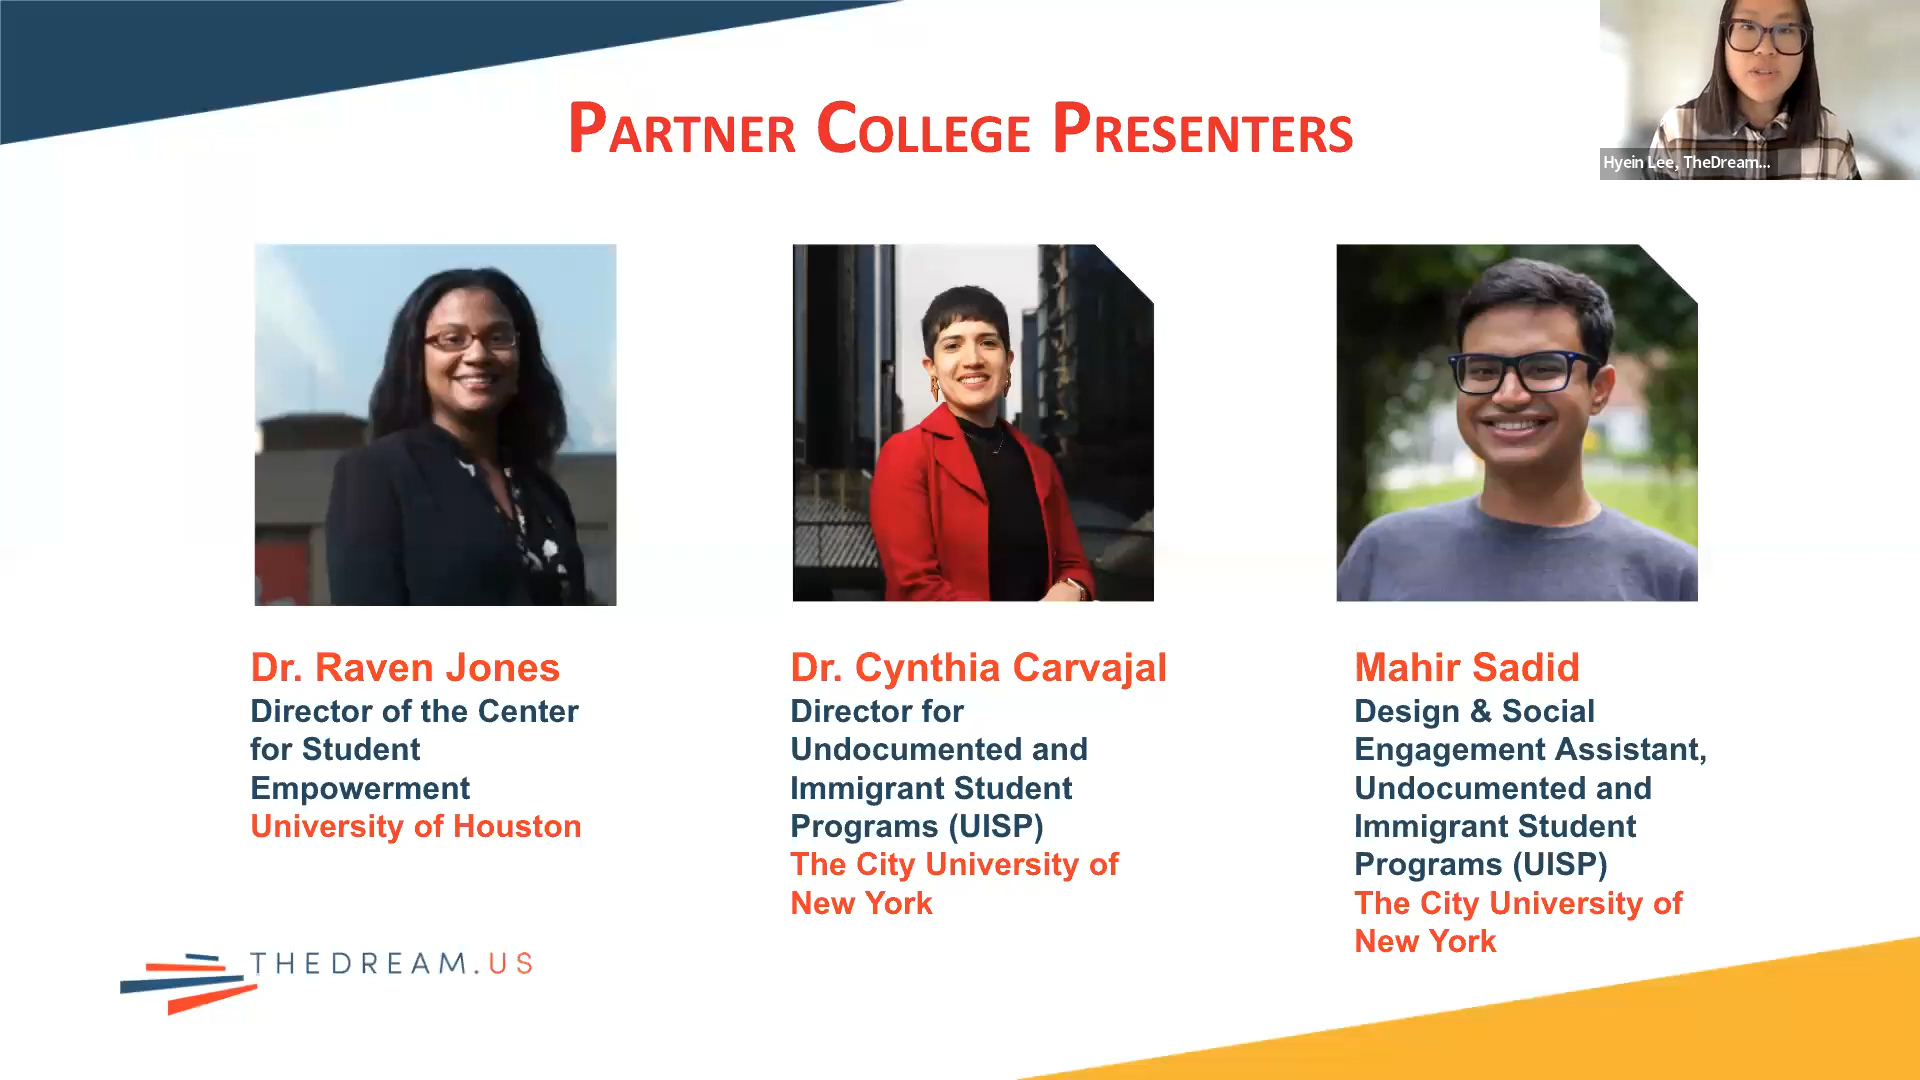 PARTNER COLLEGE PRESENTERS
Hyein Lee, TheDream...
Dr. Raven Jones
Director of the Center
for Student
Empowerment
University of Houston
Dr. Cynthia Carvajal
Director for
Undocumented and
Immigrant Student
Programs (UISP)
The City University of
New York
Mahir Sadid
Design & Social
Engagement Assistant,
Undocumented and
Immigrant Student
Programs (UISP)
The City University of
New York
THEDREAM.US